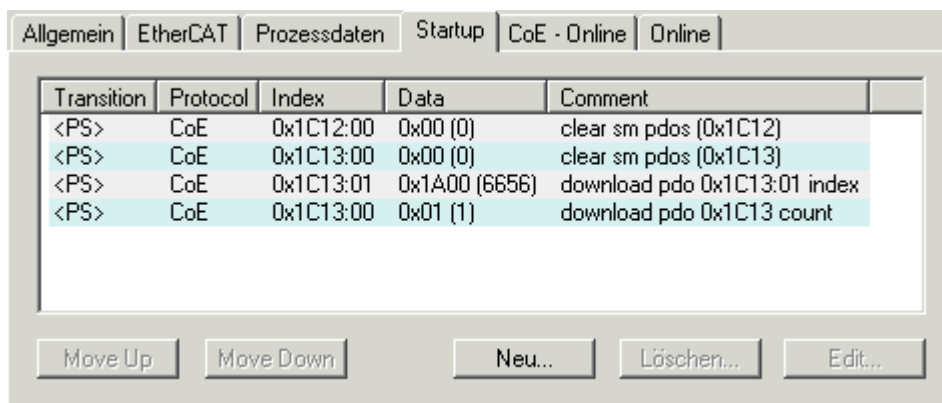 Allgemein EtherCAT Prozessdaten Startup CoE - Online Online
Transition Protocol Index Data Comment
<PS> CoE 0x1C12:00 0x00 (0) clear sm pdos (0x1C12)
<PS> CoE 0x1C13:00 0x00 (0) clear sm pdos (0x1C13)
<PS> CoE 0x1C13:01 0x1A00 (6656) download pdo 0x1C13:01 index
<PS> CoE 0x1C13:00 0x01 (1) download pdo 0x1C13 count
Move Up Move Down Neu... Löschen... Edit...